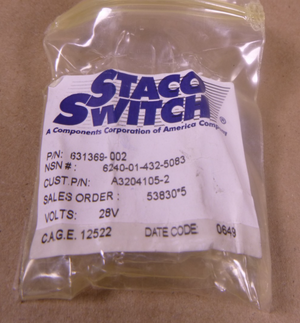 STACO
SWITCH®
A Components Corporation of America Company
P/N: 631369-002
NSN #: 6240-01-432-5083
CUST P/N: A3204105-2
SALES ORDER: 53830*5
VOLTS: 28V
C.A.G.E. 12522 DATE CODE: 0649